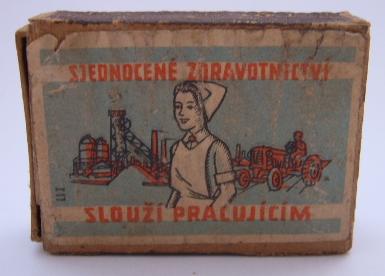 SJEDNOCENÉ ZDRAVOTNICTVÍ
SLOUŽÍ PRACUJÍCÍM